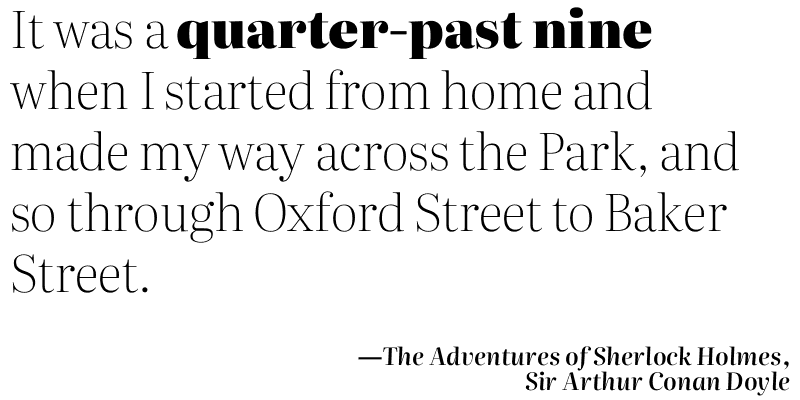 It was a quarter-past nine
when I started from home and
made my way across the Park, and
so through Oxford Street to Baker
Street.
—The Adventures of Sherlock Holmes,
Sir Arthur Conan Doyle